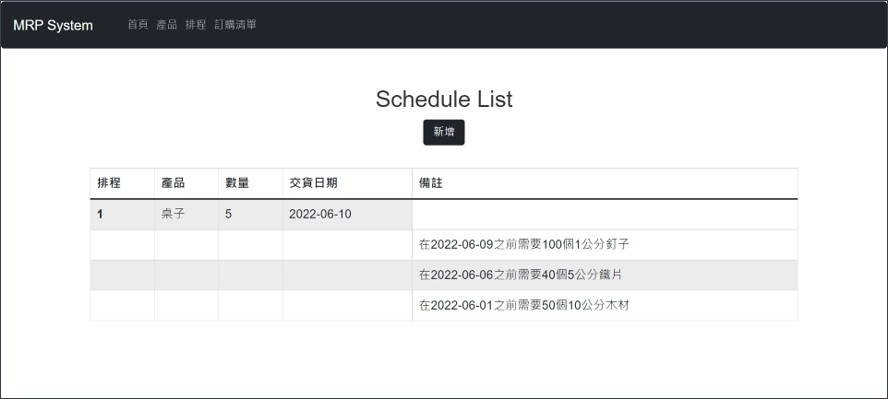 MRP System 首頁 產品 排程 訂購清單
Schedule List
新增
排程 產品 數量 交貨日期 備註
1 桌子 5 2022-06-10
在2022-06-09之前需要100個1公分釘子
在2022-06-06之前需要40個5公分鐵片
在2022-06-01之前需要50個10公分木材